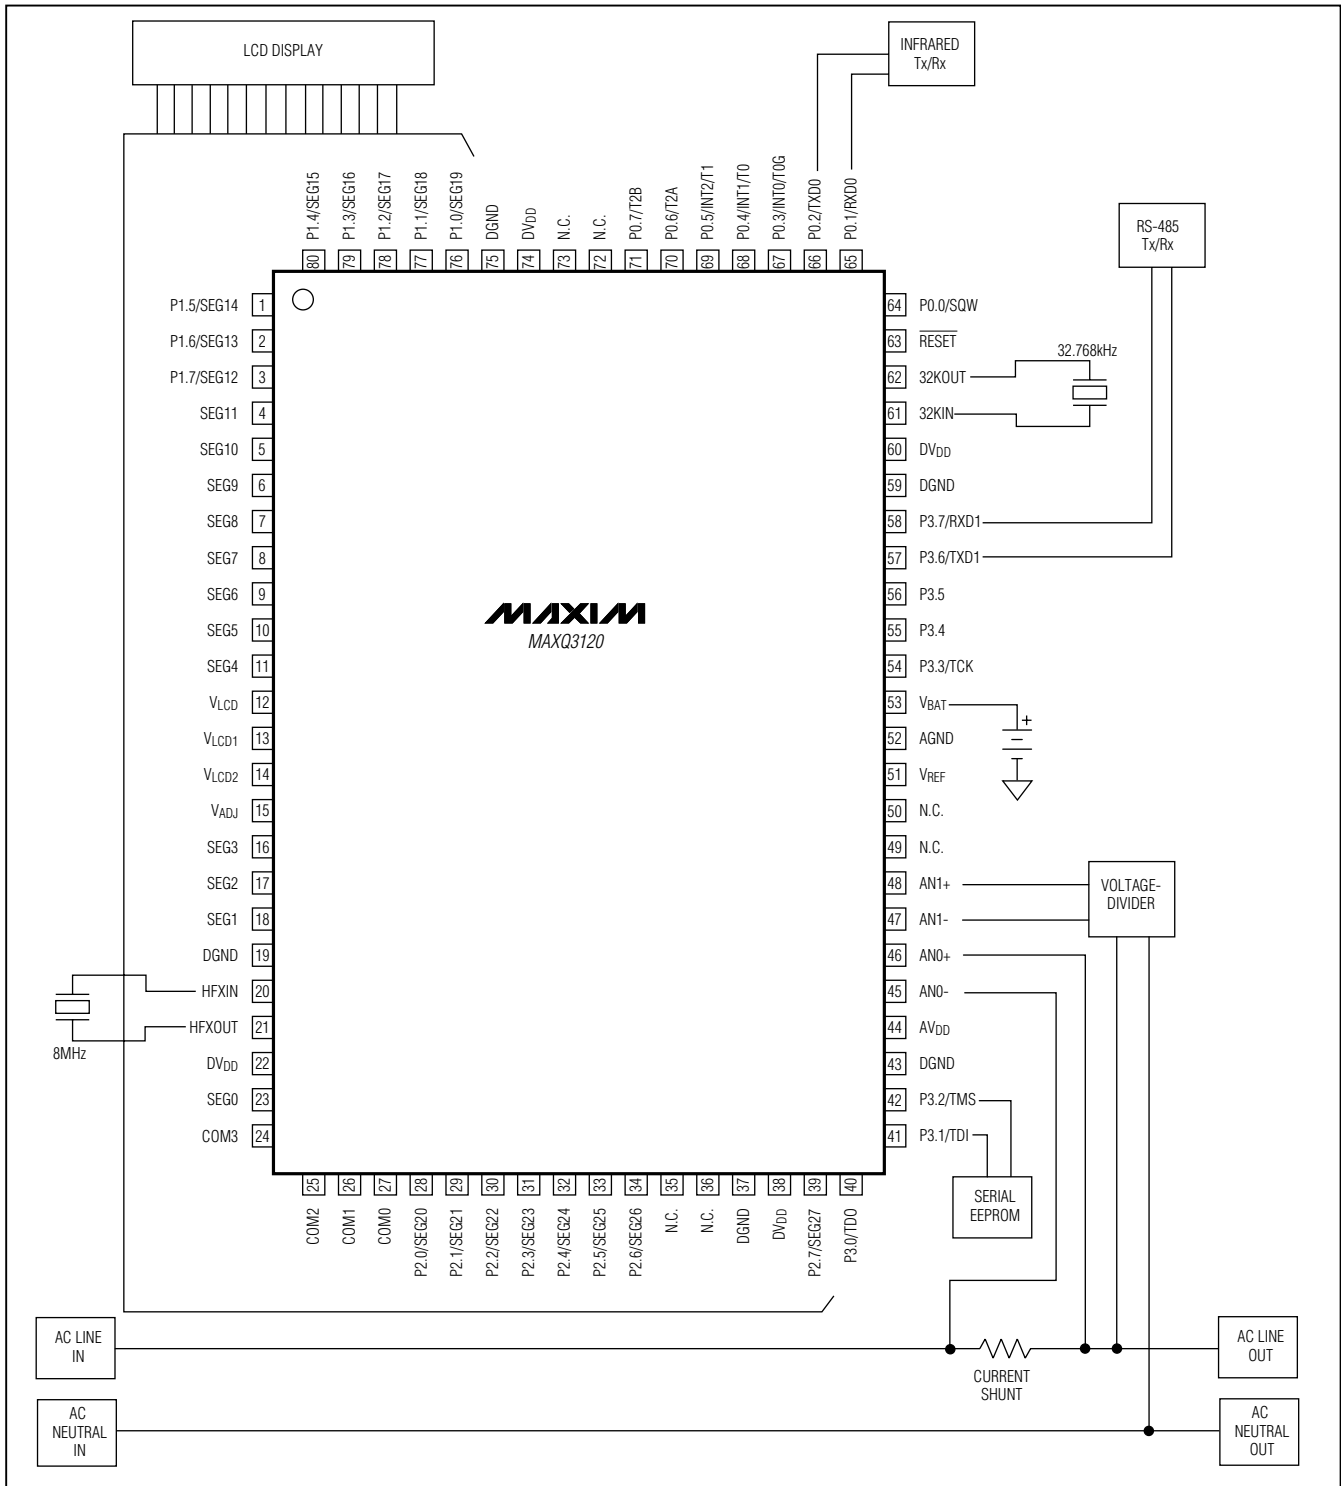 LCD DISPLAY
INFRARED
Tx/Rx
RS-485
Tx/Rx
P1.4/SEG15
P1.3/SEG16
P1.2/SEG17
P1.1/SEG18
P1.0/SEG19
DGND
DVDD
N.C.
N.C.
P0.7/T2B
P0.6/T2A
P0.5/INT2/T1
P0.4/INT1/T0
P0.3/INT0/T0G
P0.2/TXD0
P0.1/RXD0
80
79
78
77
76
75
74
73
72
71
70
69
68
67
66
65
P1.5/SEG14 1
P1.6/SEG13 2
P1.7/SEG12 3
SEG11 4
SEG10 5
SEG9 6
SEG8 7
SEG7 8
SEG6 9
SEG5 10
SEG4 11
VLCD 12
VLCD1 13
VLCD2 14
VADJ 15
SEG3 16
SEG2 17
SEG1 18
DGND 19
HFXIN 20
HFXOUT 21
8MHz
DVDD 22
SEG0 23
COM3 24
MAXIM
MAXQ3120
64 P0.0/SQW
63 RESET
32.768kHz
62 32KOUT
61 32KIN
60 DVDD
59 DGND
58 P3.7/RXD1
57 P3.6/TXD1
56 P3.5
55 P3.4
54 P3.3/TCK
53 VBAT
+
52 AGND
51 VREF
50 N.C.
49 N.C.
48 AN1+
47 AN1-
VOLTAGE-
DIVIDER
46 AN0+
45 AN0-
44 AVDD
43 DGND
42 P3.2/TMS
41 P3.1/TDI
SERIAL
EEPROM
25
26
27
28
29
30
31
32
33
34
35
36
37
38
39
40
COM2
COM1
COM0
P2.0/SEG20
P2.1/SEG21
P2.2/SEG22
P2.3/SEG23
P2.4/SEG24
P2.5/SEG25
P2.6/SEG26
N.C.
N.C.
DGND
DVDD
P2.7/SEG27
P3.0/TDO
AC LINE
IN
CURRENT
SHUNT
AC LINE
OUT
AC
NEUTRAL
IN
AC
NEUTRAL
OUT